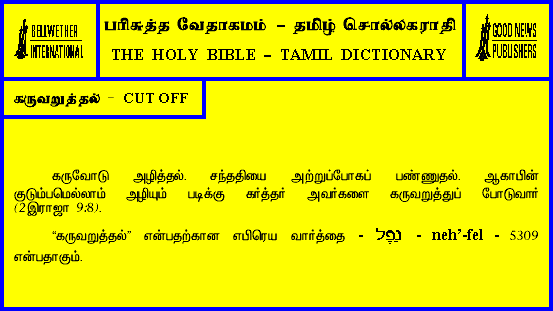 BELLWETHER
INTERNATIONAL
பரிசுத்த வேதாகமம் – தமிழ் சொல்லகராதி
THE HOLY BIBLE – TAMIL DICTIONARY
GOOD NEWS
PUBLISHERS
கருவறுத்தல் – CUT OFF
கருவோடு அழித்தல். சந்ததியை அற்றுப்போகப் பண்ணுதல். ஆகாபின்
குடும்பமெல்லாம் அழியும் படிக்கு கர்த்தர் அவர்களை கருவறுத்துப் போடுவார்
(2இராஜா 9:8).
“கருவறுத்தல்” என்பதற்கான எபிரெய வார்த்தை - נֵפֶל - neh’-fel - 5309
என்பதாகும்.